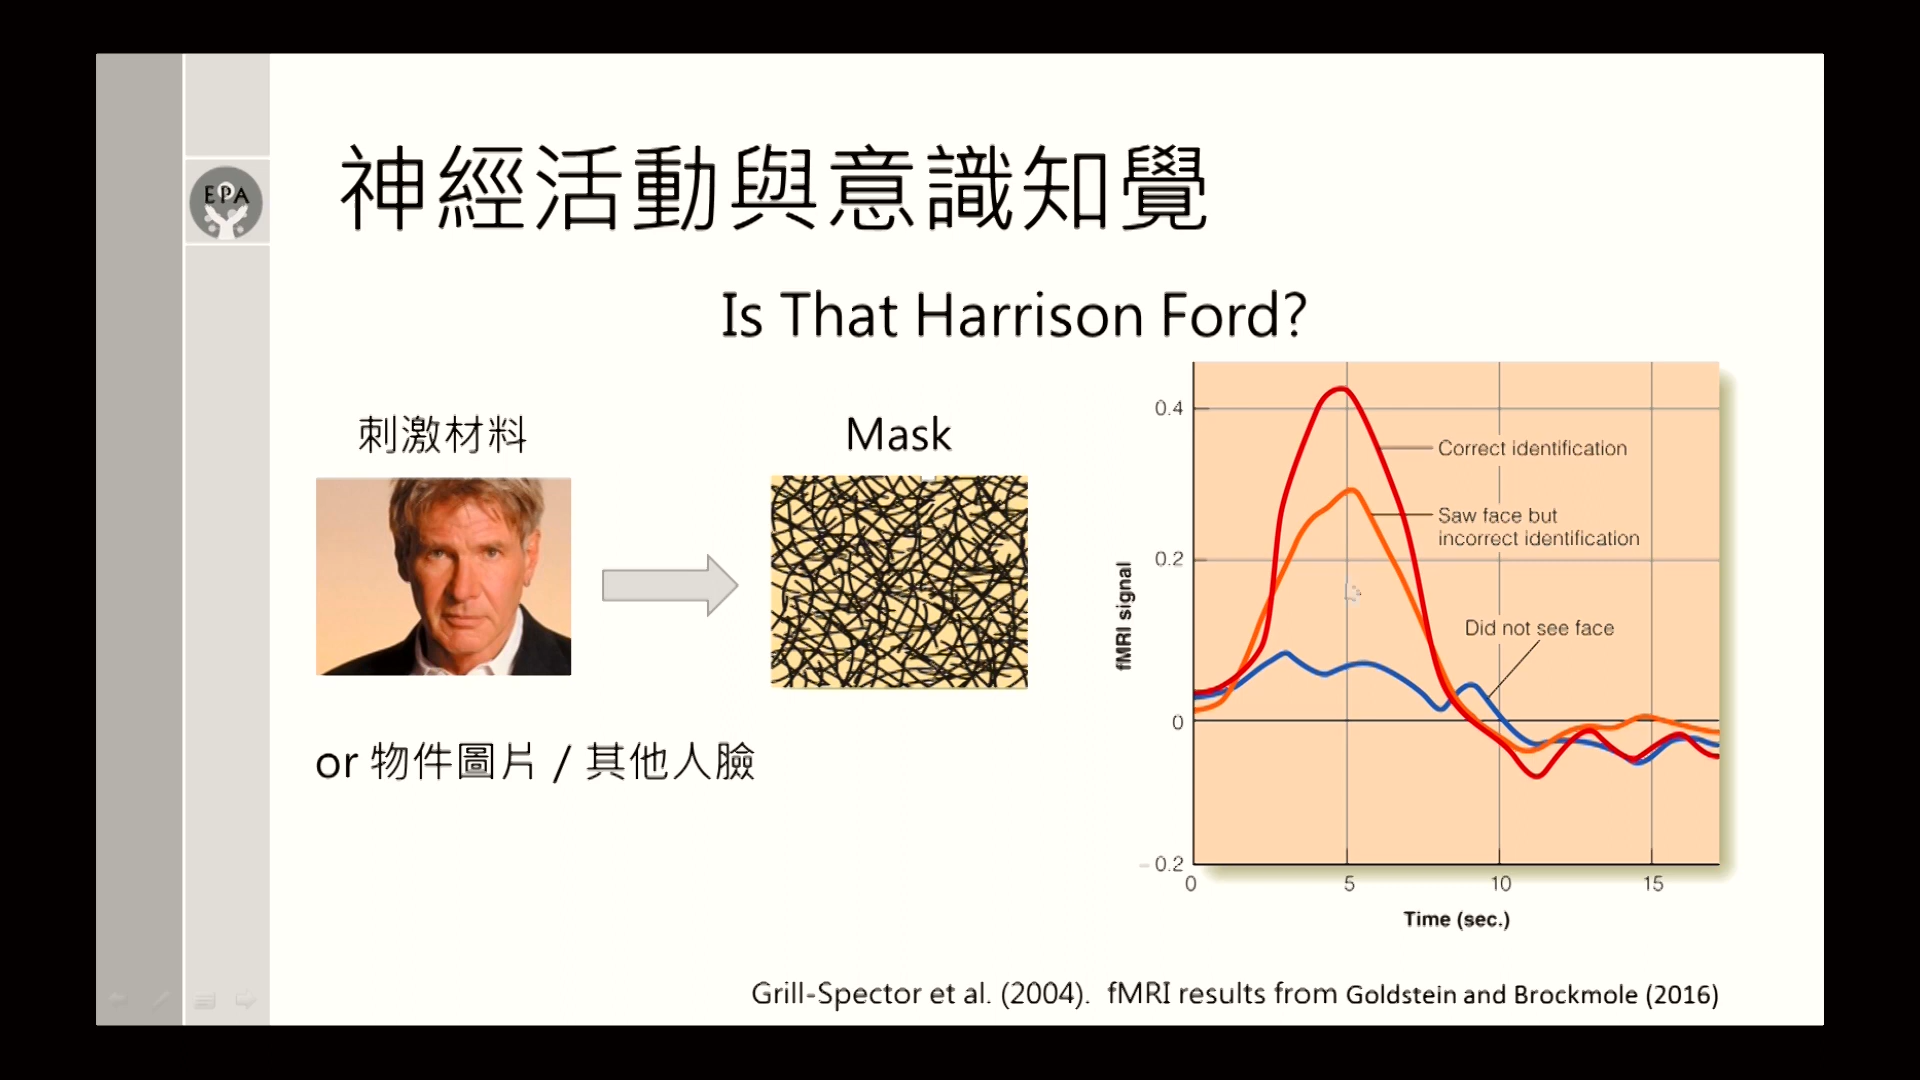 EPA
神經活動與意識知覺
Is That Harrison Ford?
刺激材料
Mask
or 物件圖片 / 其他人臉
0.4
0.2
0
-0.2
0
5
10
15
fMRI signal
Time (sec.)
Correct identification
Saw face but
incorrect identification
Did not see face
Grill-Spector et al. (2004). fMRI results from Goldstein and Brockmole (2016)